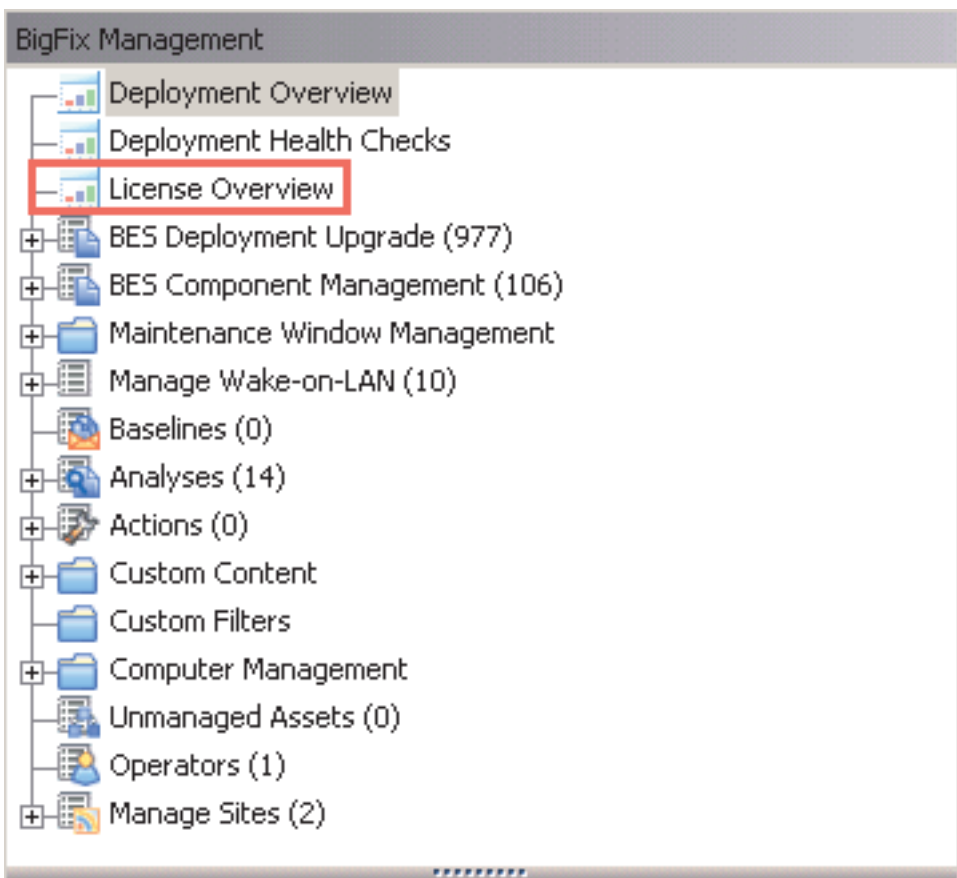 BigFix Management
Deployment Overview
Deployment Health Checks
License Overview
BES Deployment Upgrade (977)
BES Component Management (106)
Maintenance Window Management
Manage Wake-on-LAN (10)
Baselines (0)
Analyses (14)
Actions (0)
Custom Content
Custom Filters
Computer Management
Unmanaged Assets (0)
Operators (1)
Manage Sites (2)